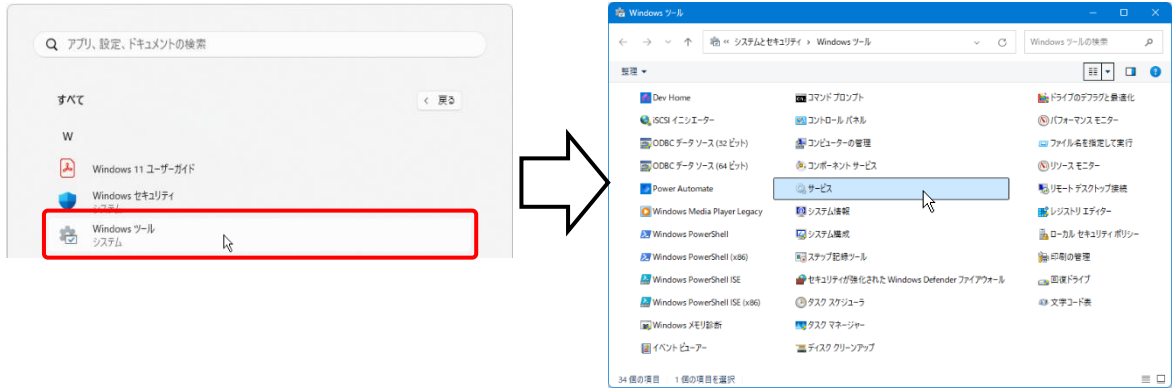 アプリ、設定、ドキュメントの検索
すべて
戻る
W
Windows 11 ユーザーガイド
Windows セキュリティ
システム
Windows ツール
システム
Windows ツール
システムとセキュリティ › Windows ツール
Windows ツールの検索
整理
Dev Home
iSCSI イニシエーター
ODBC データ ソース (32 ビット)
ODBC データ ソース (64 ビット)
Power Automate
Windows Media Player Legacy
Windows PowerShell
Windows PowerShell (x86)
Windows PowerShell ISE
Windows PowerShell ISE (x86)
Windows メモリ診断
イベント ビューアー
コマンド プロンプト
コントロール パネル
コンピューターの管理
コンポーネント サービス
サービス
システム情報
システム構成
ステップ記録ツール
セキュリティが強化された Windows Defender ファイアウォール
タスク スケジューラ
タスク マネージャー
ディスク クリーンアップ
ドライブのデフラグと最適化
パフォーマンス モニター
ファイル名を指定して実行
リソース モニター
リモート デスクトップ接続
レジストリ エディター
ローカル セキュリティ ポリシー
印刷の管理
回復ドライブ
文字コード表
34 個の項目
1 個の項目を選択